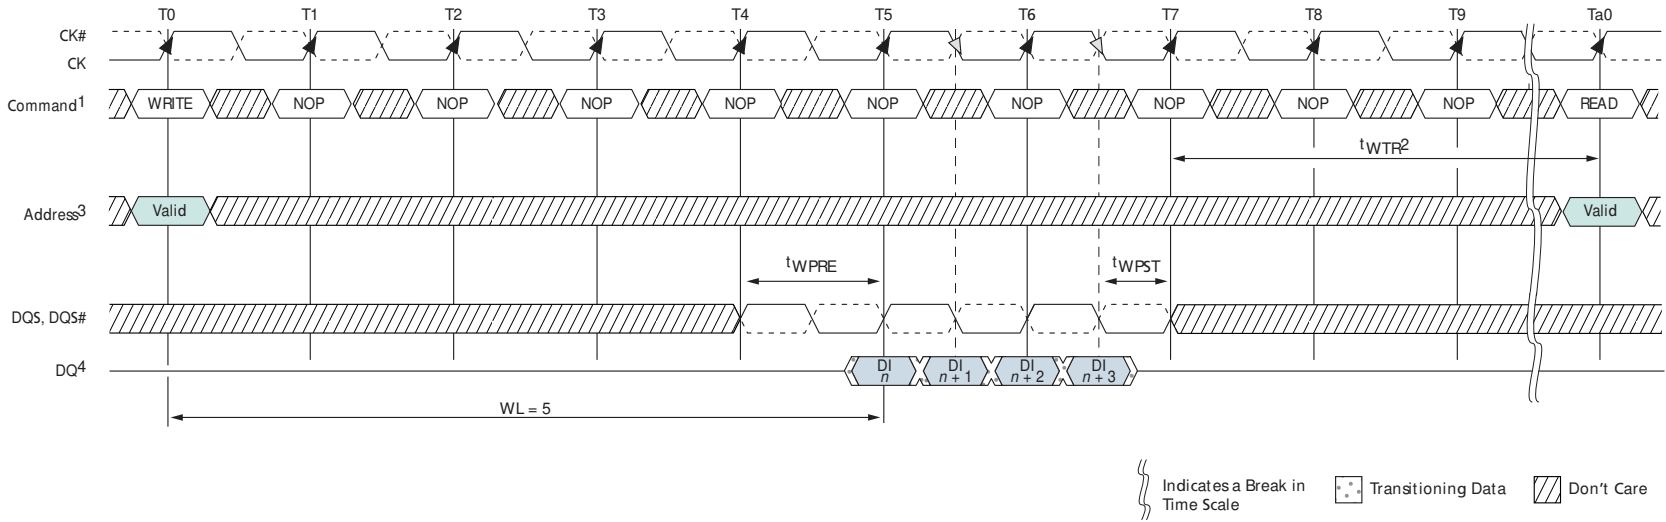 T0 T1 T2 T3 T4 T5 T6 T7 T8 T9 Ta0
CK#
CK
Command1 WRITE NOP NOP NOP NOP NOP NOP NOP NOP NOP READ
tWTR2
Address3 Valid Valid
tWPRE tWPST
DQS, DQS#
DQ4 DI n DI n + 1 DI n + 2 DI n + 3
WL = 5
Indicates a Break in
Time Scale
Transitioning Data
Don't Care